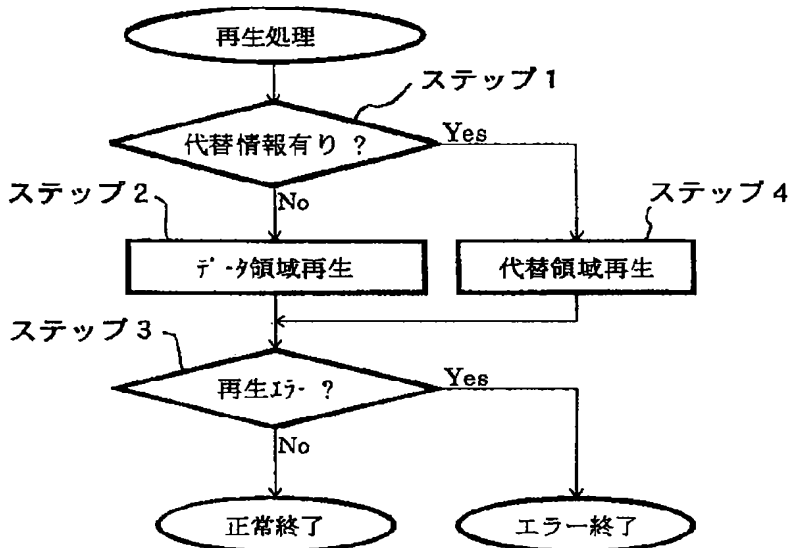 再生処理
ステップ1
代替情報有り ?
Yes
ステップ2
No
ステップ4
ﾃﾞｰﾀ領域再生
代替領域再生
ステップ3
再生ｴﾗｰ ?
Yes
No
正常終了
エラー終了